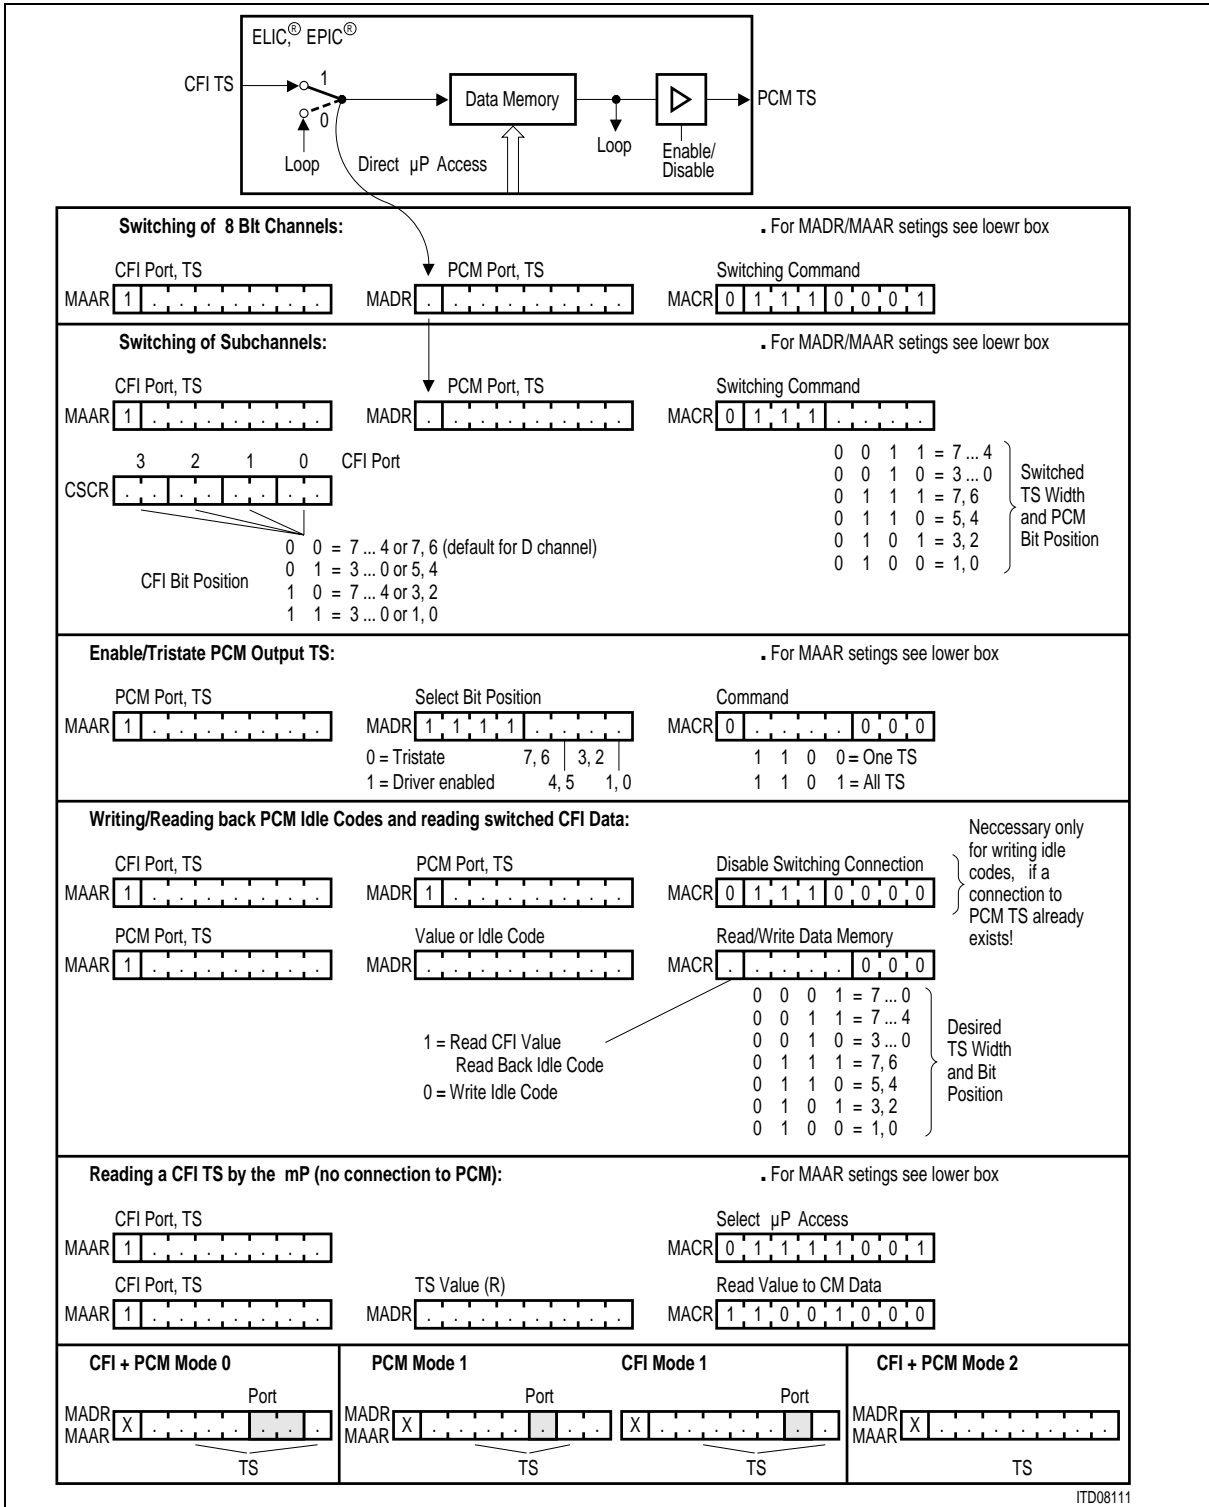 ELIC,® EPIC®
CFI TS
1
0
Loop
Direct µP Access
Data Memory
Loop
Enable/
Disable
PCM TS
Switching of 8 BIt Channels:
. For MADR/MAAR setings see loewr box
CFI Port, TS
PCM Port, TS
Switching Command
MAAR 1 . . . . . . .
MADR . . . . . . . .
MACR 0 1 1 1 0 0 0 1
Switching of Subchannels:
. For MADR/MAAR setings see loewr box
CFI Port, TS
PCM Port, TS
Switching Command
MAAR 1 . . . . . . .
MADR . . . . . . . .
MACR 0 1 1 1 . . . .
3 2 1 0 CFI Port
CSCR . . . . . . . .
0 0 = 7 ... 4 or 7, 6 (default for D channel)
0 1 = 3 ... 0 or 5, 4
1 0 = 7 ... 4 or 3, 2
1 1 = 3 ... 0 or 1, 0
CFI Bit Position
0 0 1 1 = 7 ... 4
0 0 1 0 = 3 ... 0
0 1 1 1 = 7, 6
0 1 1 0 = 5, 4
0 1 0 1 = 3, 2
0 1 0 0 = 1, 0
Switched
TS Width
and PCM
Bit Position
Enable/Tristate PCM Output TS:
. For MAAR setings see lower box
PCM Port, TS
Select Bit Position
Command
MAAR 1 . . . . . . .
MADR 1 1 1 1 . . . .
MACR 0 . . . . 0 0 0
0 = Tristate
7, 6 3, 2
1 = Driver enabled
4, 5 1, 0
1 1 0 0 = One TS
1 1 0 1 = All TS
Writing/Reading back PCM Idle Codes and reading switched CFI Data:
CFI Port, TS
PCM Port, TS
Disable Switching Connection
MAAR 1 . . . . . . .
MADR 1 . . . . . . .
MACR 0 1 1 1 0 0 0 0
Neccessary only
for writing idle
codes, if a
connection to
PCM TS already
exists!
PCM Port, TS
Value or Idle Code
Read/Write Data Memory
MAAR 1 . . . . . . .
MADR . . . . . . . .
MACR . . . . . 0 0 0
1 = Read CFI Value
Read Back Idle Code
0 = Write Idle Code
0 0 0 1 = 7 ... 0
0 0 1 1 = 7 ... 4
0 0 1 0 = 3 ... 0
0 1 1 1 = 7,6
0 1 1 0 = 5, 4
0 1 0 1 = 3, 2
0 1 0 0 = 1,0
Desired
TS Width
and Bit
Position
Reading a CFI TS by the mP (no connection to PCM):
. For MAAR setings see lower box
CFI Port, TS
Select µP Access
MAAR 1 . . . . . . .
MACR 0 1 1 1 1 0 0 1
CFI Port, TS
TS Value (R)
Read Value to CM Data
MAAR 1 . . . . . . .
MADR . . . . . . . .
MACR 1 1 0 0 1 0 0 0
CFI + PCM Mode 0
PCM Mode 1
CFI Mode 1
CFI + PCM Mode 2
Port
Port
Port
MADR
MAAR X . . . . . . .
MADR
MAAR X . . . . . . .
X . . . . . . .
MADR
MAAR X . . . . . . .
TS
TS
TS
TS
ITD08111